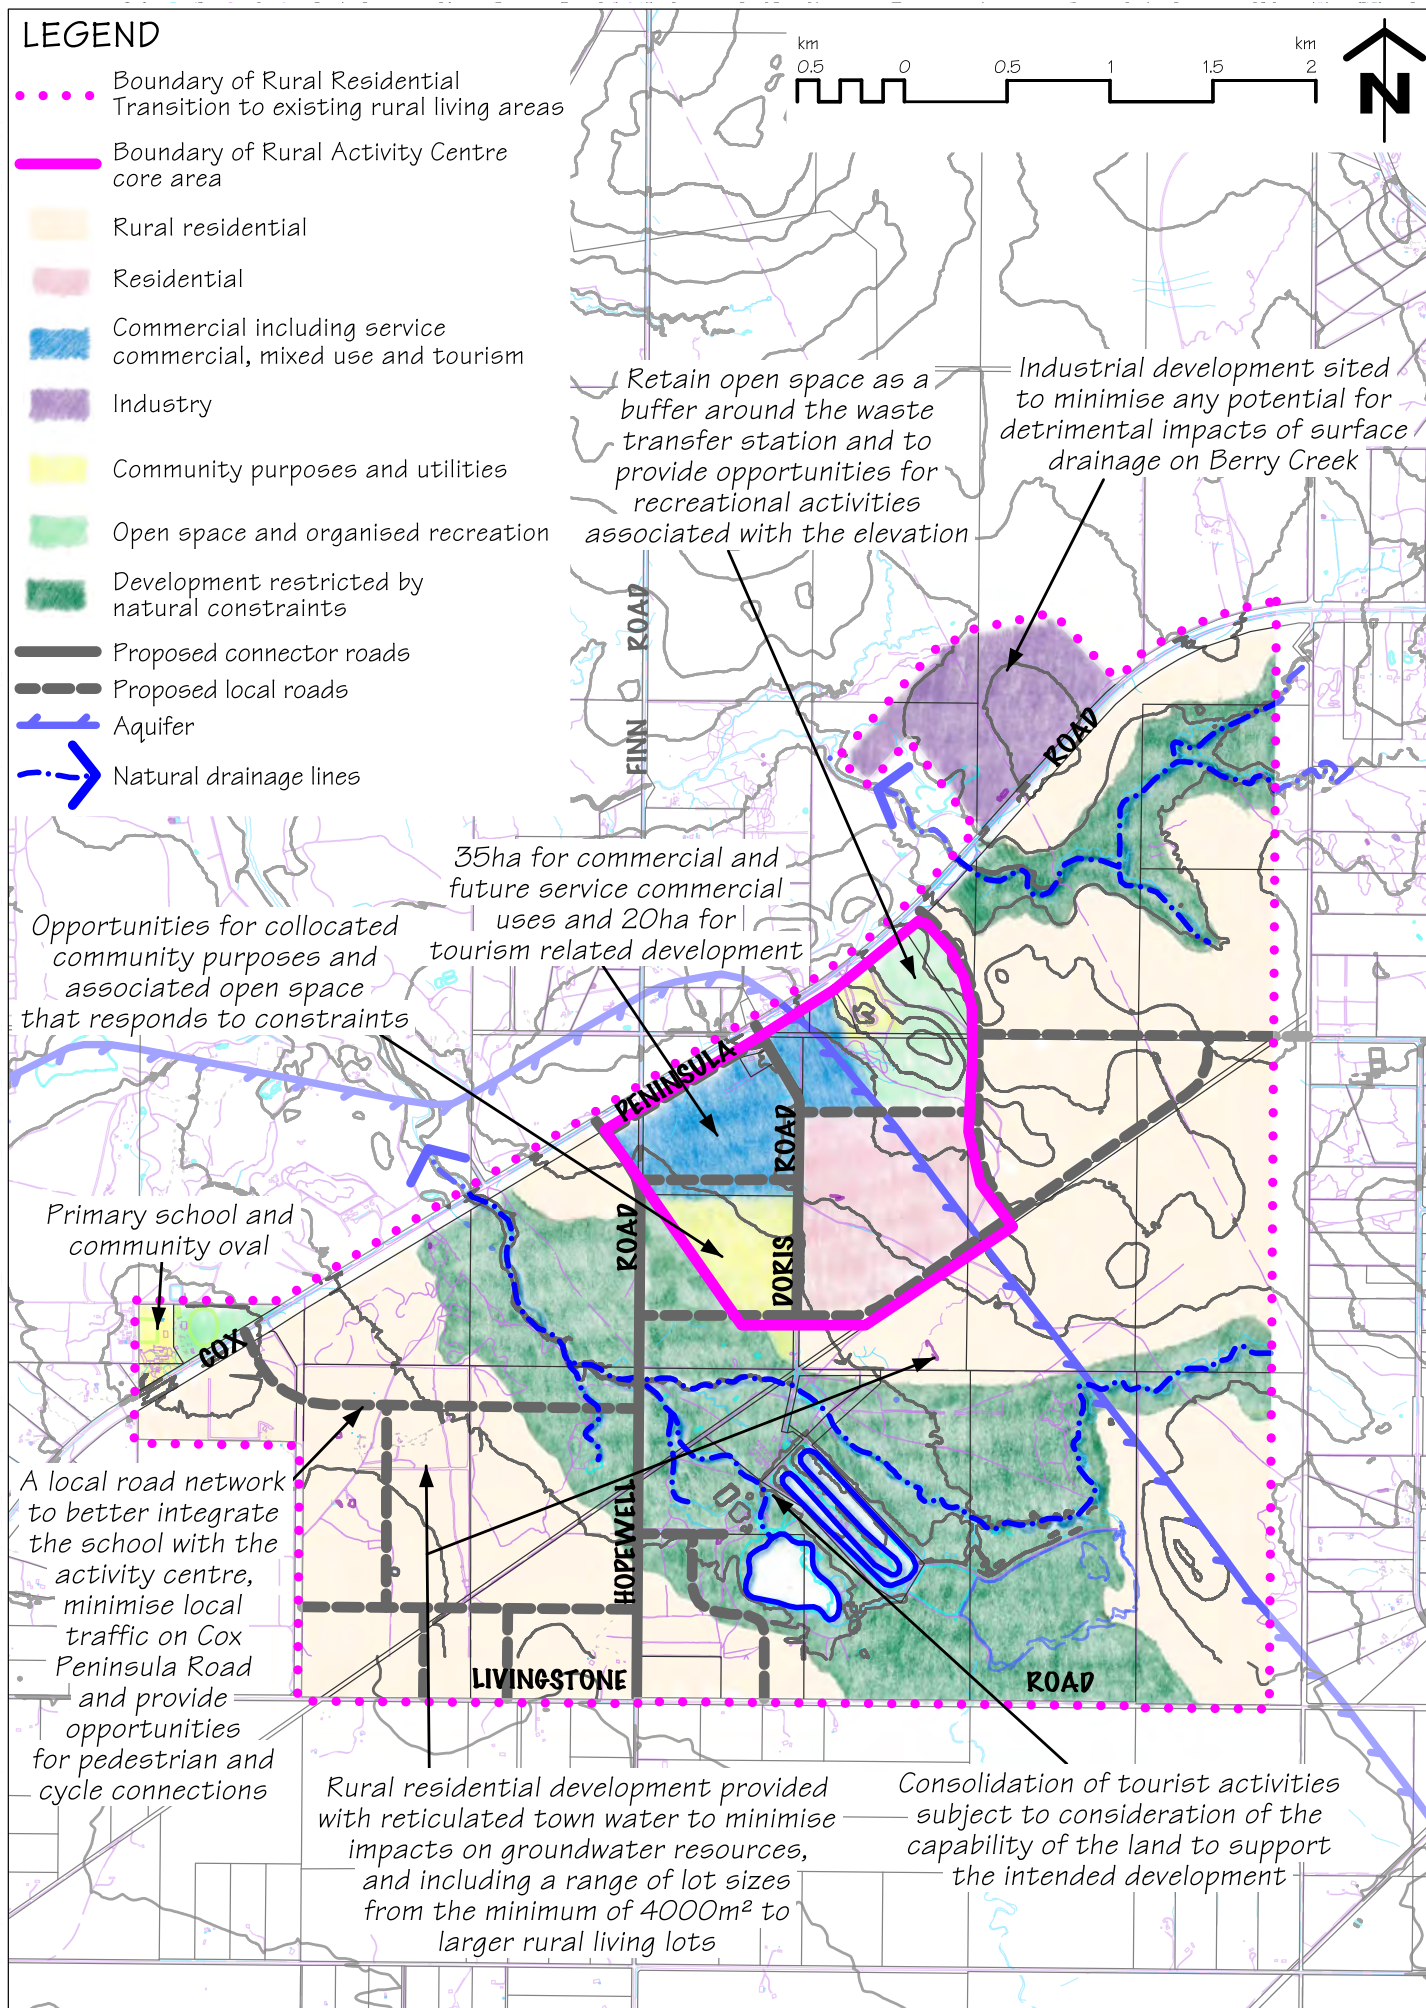 LEGEND
Boundary of Rural Residential
Transition to existing rural living areas
Boundary of Rural Activity Centre
core area
Rural residential
Residential
Commercial including service
commercial, mixed use and tourism
Industry
Community purposes and utilities
Open space and organised recreation
Development restricted by
natural constraints
Proposed connector roads
Proposed local roads
Aquifer
Natural drainage lines
km
km
0.5
0
0.5
1
1.5
2
N
Retain open space as a
buffer around the waste
transfer station and to
provide opportunities for
recreational activities
associated with the elevation
Industrial development sited
to minimise any potential for
detrimental impacts of surface
drainage on Berry Creek
FINN ROAD
ROAD
35ha for commercial and
future service commercial
uses and 20ha for
tourism related development
Opportunities for collocated
community purposes and
associated open space
that responds to constraints
PENINSULA
DORIS ROAD
HOPEWELL ROAD
Primary school and
community oval
COX
A local road network
to better integrate
the school with the
activity centre,
minimise local
traffic on Cox
Peninsula Road
and provide
opportunities
for pedestrian and
cycle connections
LIVINGSTONE ROAD
Rural residential development provided
with reticulated town water to minimise
impacts on groundwater resources,
and including a range of lot sizes
from the minimum of 4000m² to
larger rural living lots
Consolidation of tourist activities
subject to consideration of the
capability of the land to support
the intended development